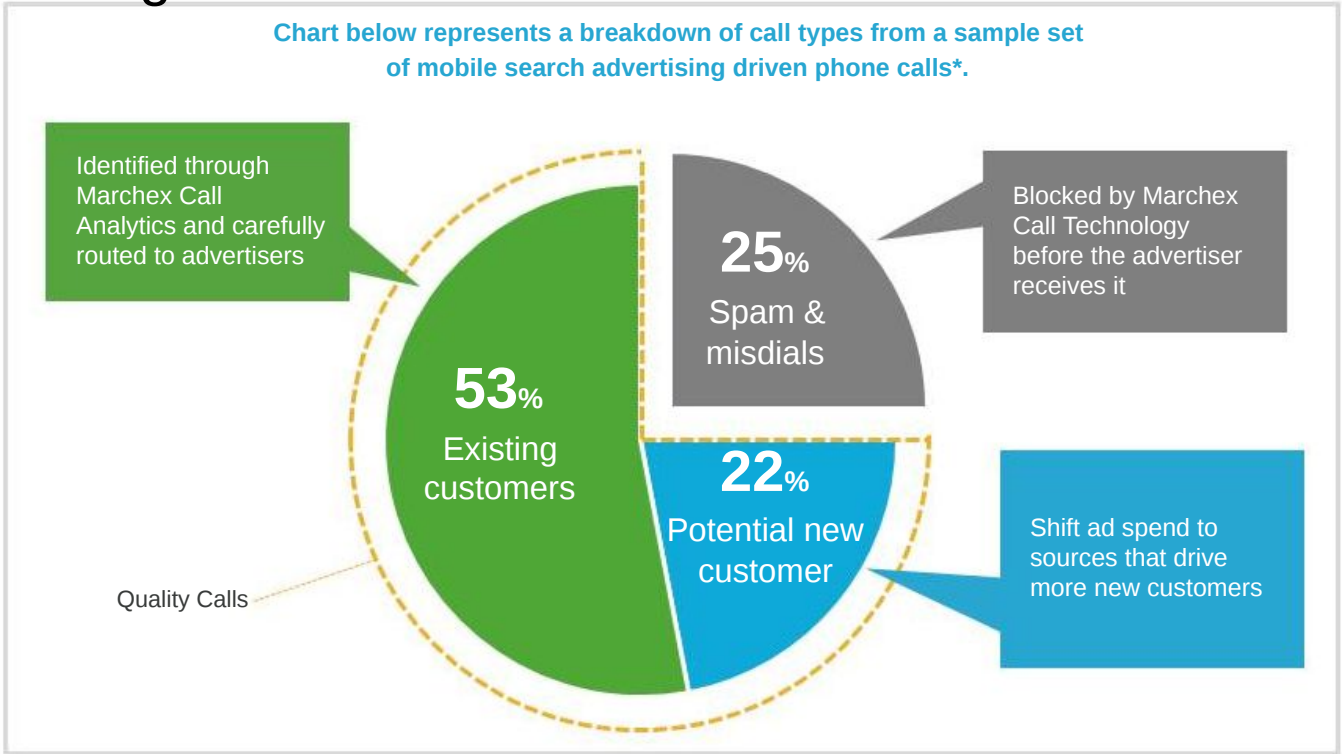 Chart below represents a breakdown of call types from a sample set
of mobile search advertising driven phone calls*.
Identified through
Marchex Call
Analytics and carefully
routed to advertisers
25%
Spam &
misdials
Blocked by Marchex
Call Technology
before the advertiser
receives it
53%
Existing
customers
22%
Potential new
customer
Shift ad spend to
sources that drive
more new customers
Quality Calls